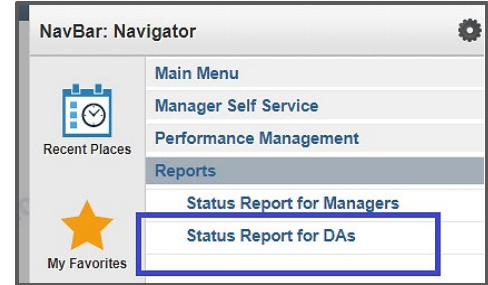 NavBar: Navigator
Main Menu
Manager Self Service
Recent Places
Performance Management
Reports
Status Report for Managers
Status Report for DAs
My Favorites